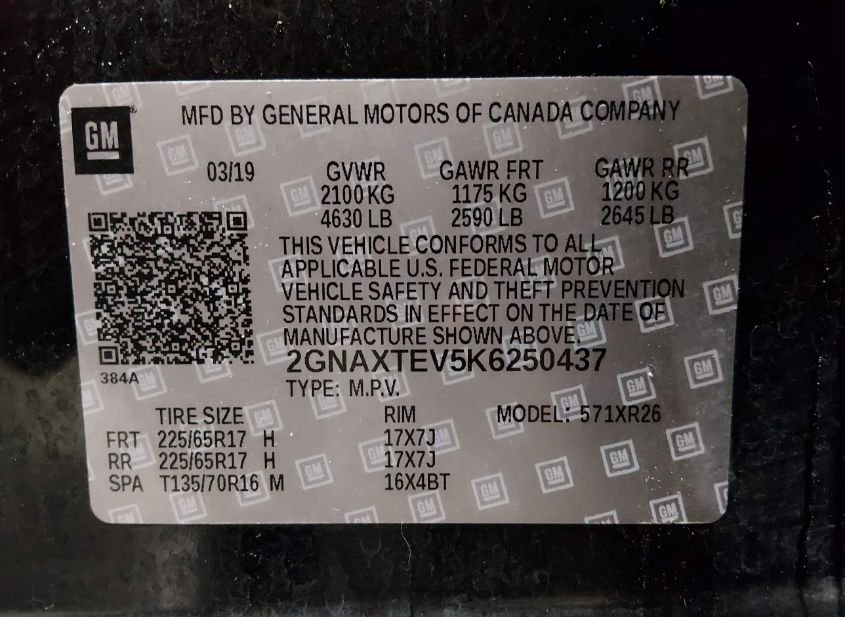 GM
MFD BY GENERAL MOTORS OF CANADA COMPANY
03/19 GVWR GAWR FRT GAWR RR
2100 KG 1175 KG 1200 KG
4630 LB 2590 LB 2645 LB
THIS VEHICLE CONFORMS TO ALL
APPLICABLE U.S. FEDERAL MOTOR
VEHICLE SAFETY AND THEFT PREVENTION
STANDARDS IN EFFECT ON THE DATE OF
MANUFACTURE SHOWN ABOVE.
2GNAXTEV5K6250437
384A
TYPE: M.P.V.
TIRE SIZE RIM MODEL: 571XR26
FRT 225/65R17 H 17X7J
RR 225/65R17 H 17X7J
SPA T135/70R16 M 16X4BT